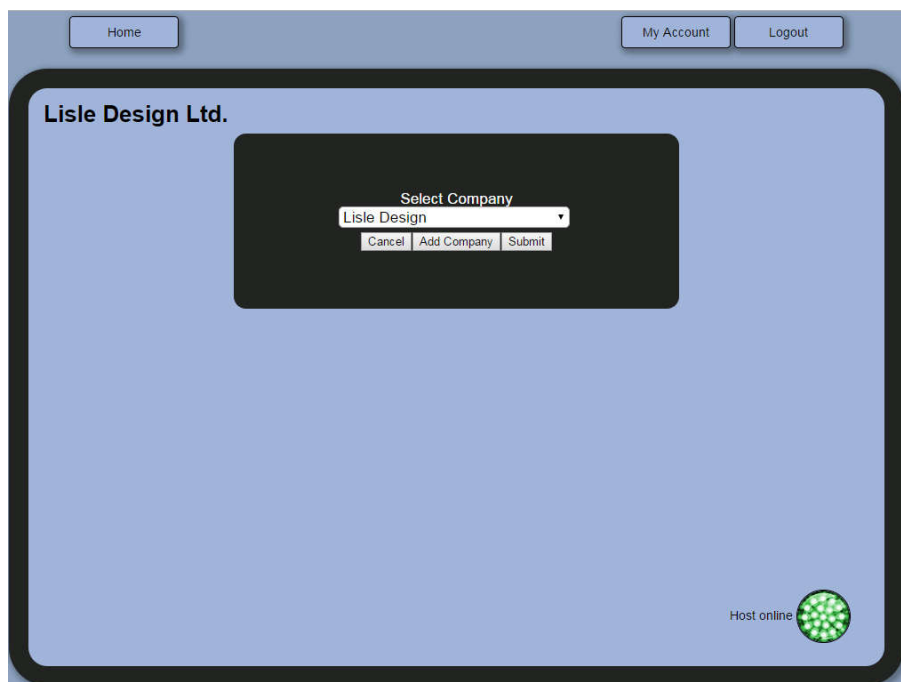 Home My Account Logout
Lisle Design Ltd.
Select Company
Lisle Design
Cancel Add Company Submit
Host online